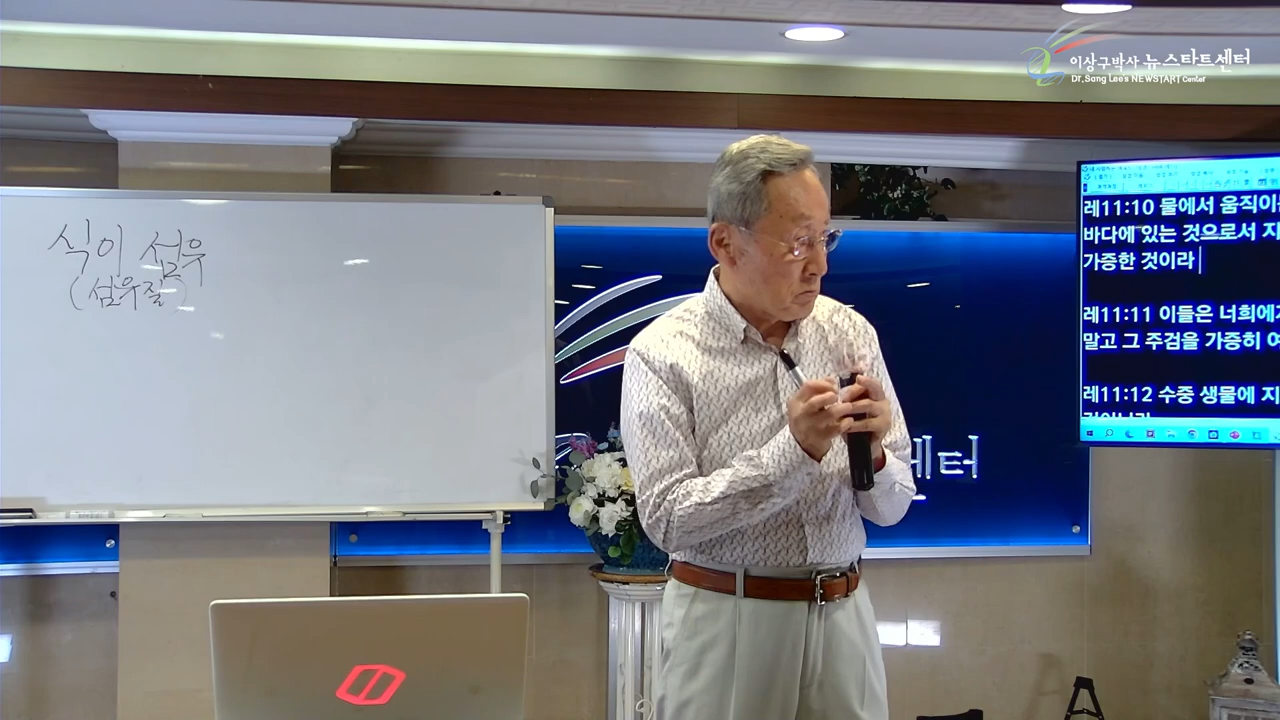 이상구박사 뉴스타트센터
Dr.Sang Lee's NEWSTART Center
식이 섬유
(섬유질)
센터
레11:10 물에서 움직이는
바다에 있는 것으로서 지
가증한 것이라
레11:11 이들은 너희에게
말고 그 주검을 가증히 여
레11:12 수중 생물에 지